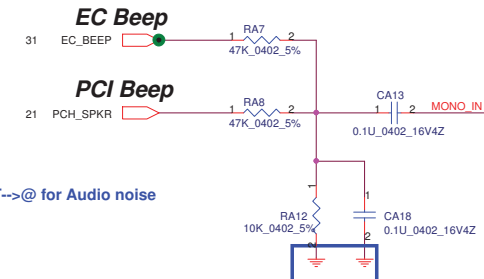 EC Beep
31 EC_BEEP 1 RA7 2
47K_0402_5%
PCI Beep
21 PCH_SPKR 1 RA8 2
47K_0402_5%
CA13
1 2 MONO_IN
0.1U_0402_16V4Z
-->@ for Audio noise
1 1
RA12 CA18
10K_0402_5% 0.1U_0402_16V4Z
2 2